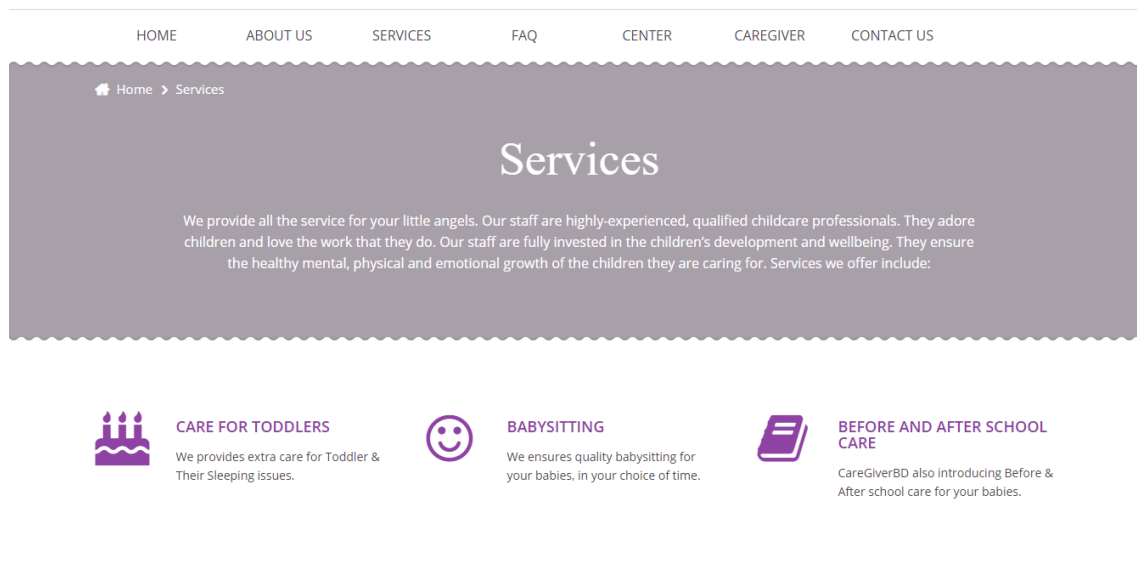 HOME ABOUT US SERVICES FAQ CENTER CAREGIVER CONTACT US
Home > Services
Services
We provide all the service for your little angels. Our staff are highly-experienced, qualified childcare professionals. They adore
children and love the work that they do. Our staff are fully invested in the children's development and wellbeing. They ensure
the healthy mental, physical and emotional growth of the children they are caring for. Services we offer include:
CARE FOR TODDLERS
We provides extra care for Toddler &
Their Sleeping issues.
BABYSITTING
We ensures quality babysitting for
your babies, in your choice of time.
BEFORE AND AFTER SCHOOL
CARE
CareGiverBD also introducing Before &
After school care for your babies.